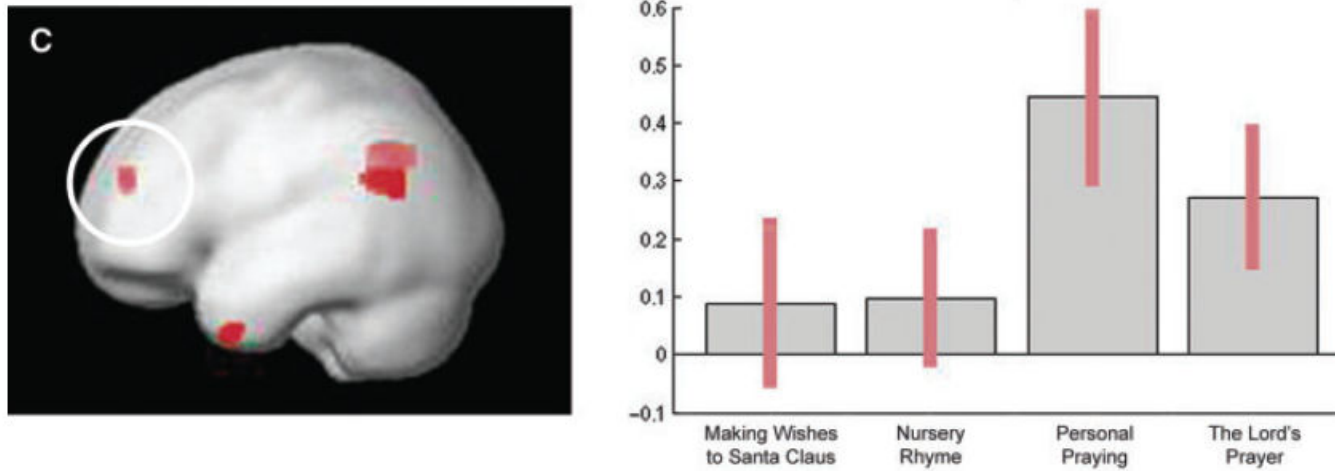 C
0.6
0.5
0.4
0.3
0.2
0.1
0
–0.1
Making Wishes
to Santa Claus
Nursery
Rhyme
Personal
Praying
The Lord's
Prayer